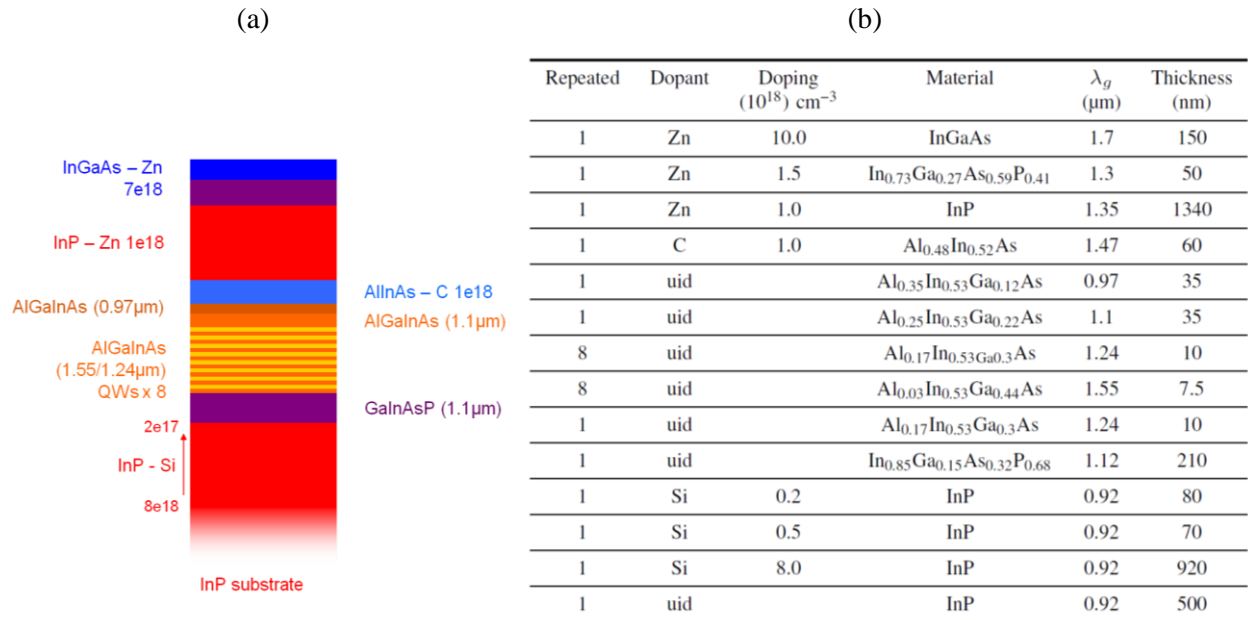 (a)
InGaAs – Zn
7e18
InP – Zn 1e18
AlGaInAs (0.97µm)
AlGaInAs
(1.55/1.24µm)
QWs x 8
2e17
InP - Si
8e18
InP substrate
AlInAs – C 1e18
AlGaInAs (1.1µm)
GaInAsP (1.1µm)
(b)
Repeated Dopant Doping (10^18) cm^−3 Material λ_g (µm) Thickness (nm)
1 Zn 10.0 InGaAs 1.7 150
1 Zn 1.5 In0.73Ga0.27As0.59P0.41 1.3 50
1 Zn 1.0 InP 1.35 1340
1 C 1.0 Al0.48In0.52As 1.47 60
1 uid Al0.35In0.53Ga0.12As 0.97 35
1 uid Al0.25In0.53Ga0.22As 1.1 35
8 uid Al0.17In0.53Ga0.3As 1.24 10
8 uid Al0.03In0.53Ga0.44As 1.55 7.5
1 uid Al0.17In0.53Ga0.3As 1.24 10
1 uid In0.85Ga0.15As0.32P0.68 1.12 210
1 Si 0.2 InP 0.92 80
1 Si 0.5 InP 0.92 70
1 Si 8.0 InP 0.92 920
1 uid InP 0.92 500